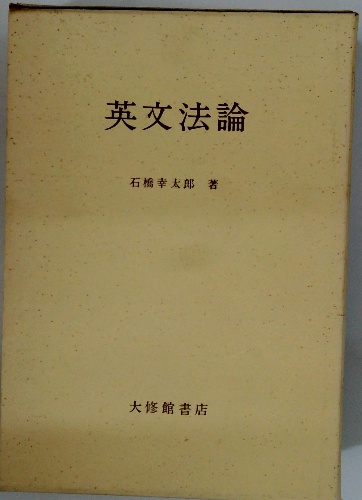 英文法論
石橋幸太郎 著
大修館書店